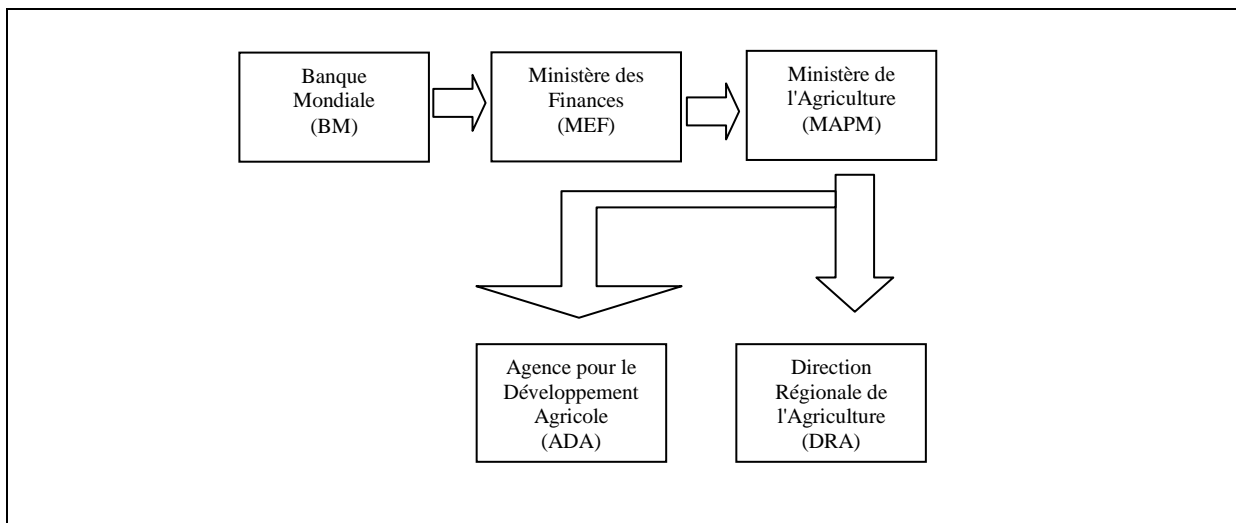 Banque
Mondiale
(BM)
Ministère des
Finances
(MEF)
Ministère de
l'Agriculture
(MAPM)
Agence pour le
Développement
Agricole
(ADA)
Direction
Régionale de
l'Agriculture
(DRA)